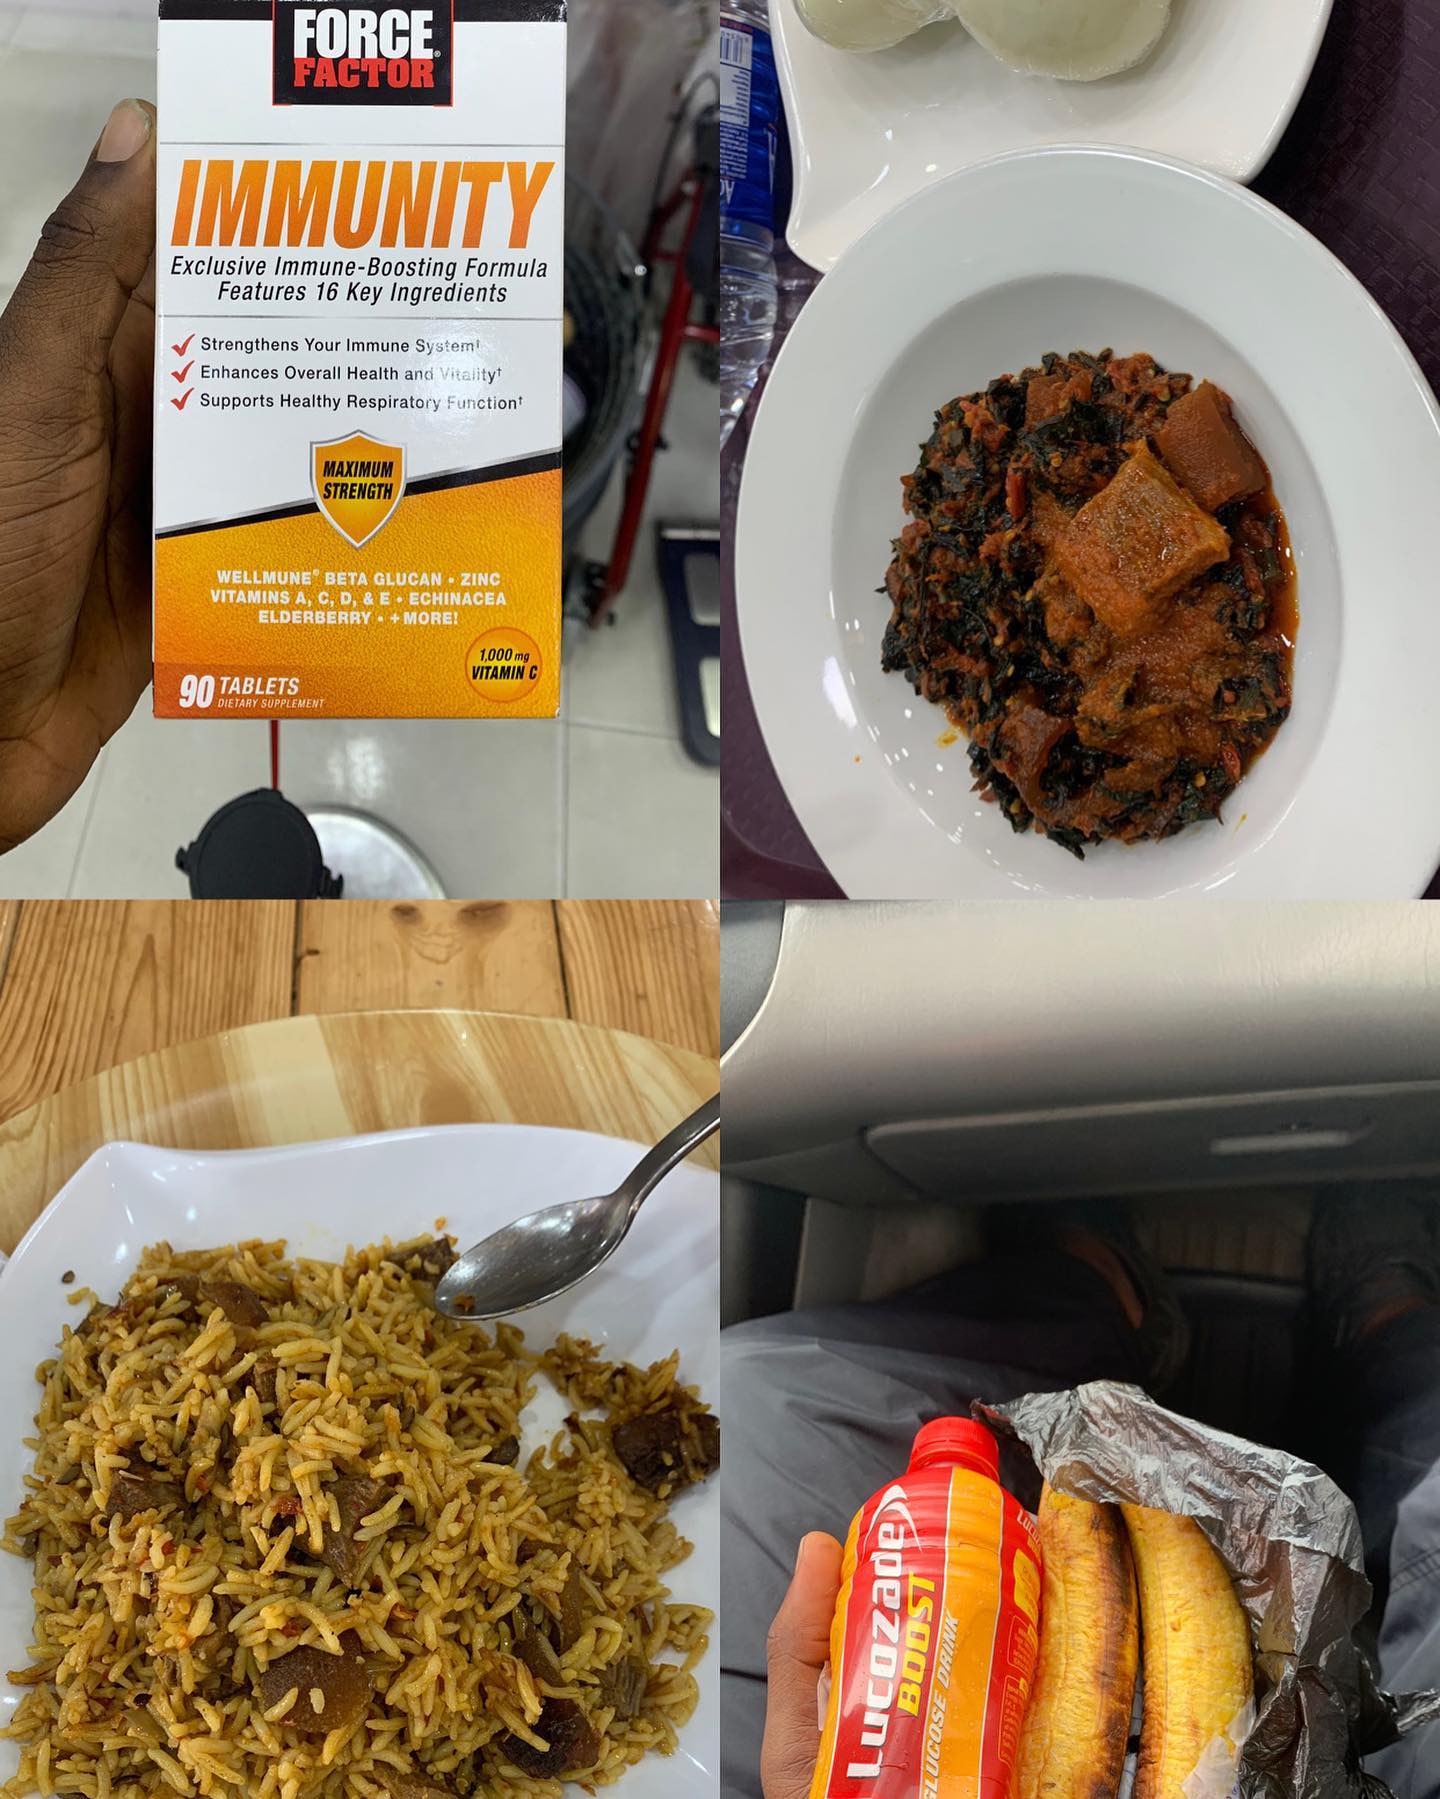 FORCE
FACTOR
IMMUNITY
Exclusive Immune-Boosting Formula
Features 16 Key Ingredients
Strengthens Your Immune System†
Enhances Overall Health and Vitality†
Supports Healthy Respiratory Function†
MAXIMUM
STRENGTH
WELLMUNE® BETA GLUCAN • ZINC
VITAMINS A, C, D, & E • ECHINACEA
ELDERBERRY • + MORE!
1,000 mg
VITAMIN C
90 TABLETS
DIETARY SUPPLEMENT
Lucozade
BOOST
GLUCOSE DRINK